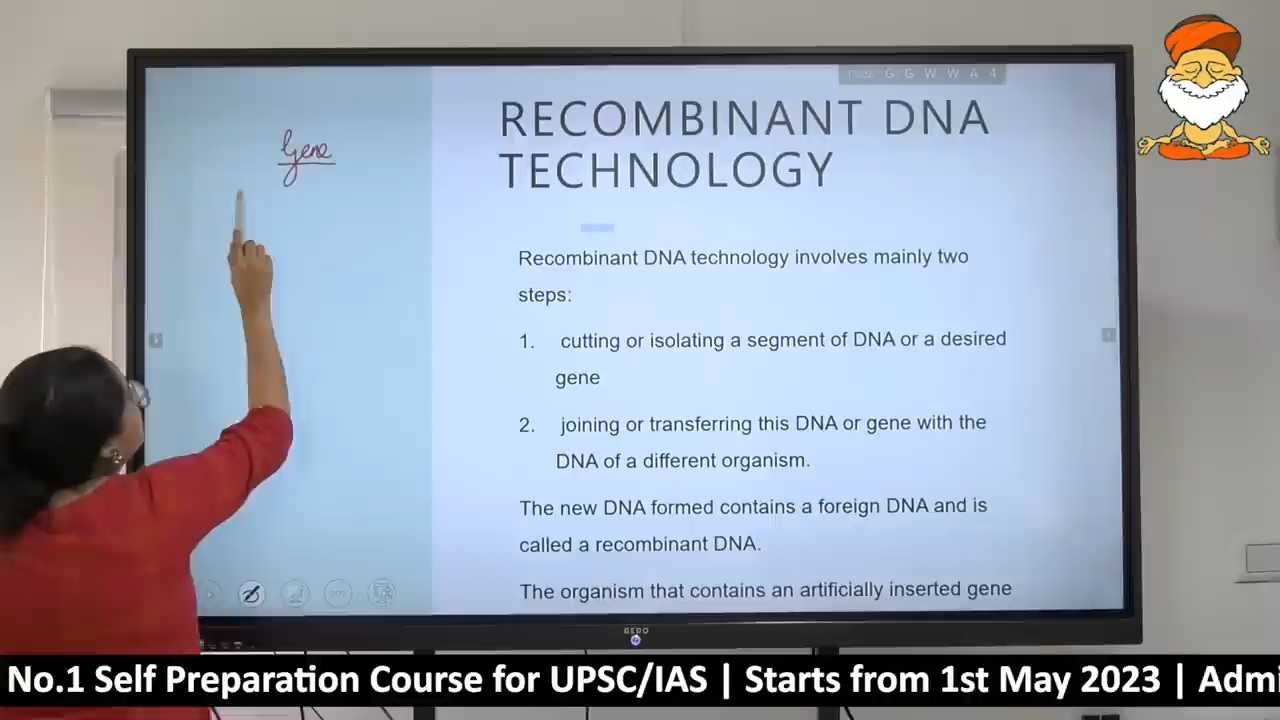 G G W W A 4
RECOMBINANT DNA
TECHNOLOGY
Gene
Recombinant DNA technology involves mainly two
steps:
1. cutting or isolating a segment of DNA or a desired
gene
2. joining or transferring this DNA or gene with the
DNA of a different organism.
The new DNA formed contains a foreign DNA and is
called a recombinant DNA.
The organism that contains an artificially inserted gene
No.1 Self Preparation Course for UPSC/IAS | Starts from 1st May 2023 | Admi